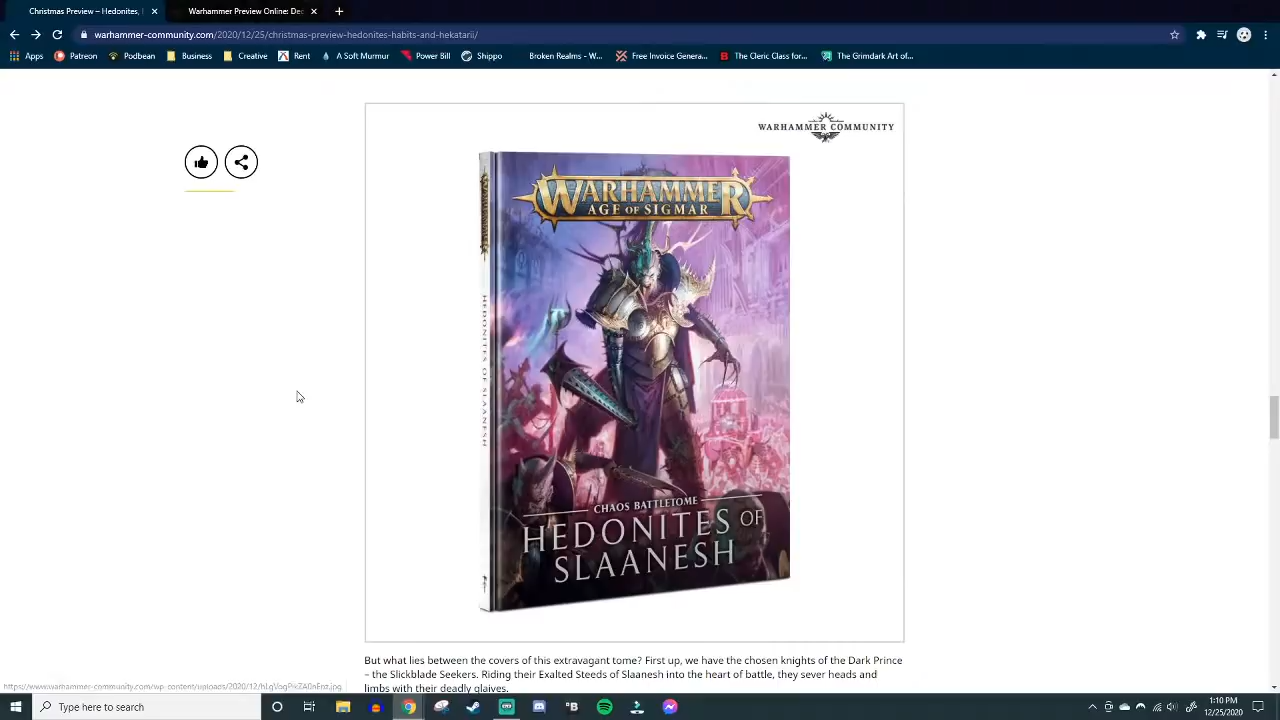 Christmas Preview – Hedonites,
Warhammer Preview Online De
warhammer-community.com/2020/12/25/christmas-preview-hedonites-habits-and-hekatarii/
Apps
Patreon
Podbean
Business
Creative
Rent
A Soft Murmur
Power Bill
Shippo
Broken Realms - W...
Free Invoice Genera...
The Cleric Class for...
The Grimdark Art of...
WARHAMMER COMMUNITY
WARHAMMER
AGE OF SIGMAR
HEDONITES OF SLAANESH
CHAOS BATTLETOME
HEDONITES OF
SLAANESH
But what lies between the covers of this extravagant tome? First up, we have the chosen knights of the Dark Prince
– the Slickblade Seekers. Riding their Exalted Steeds of Slaanesh into the heart of battle, they sever heads and
limbs with their deadly glaives.
Type here to search
1:10 PM
12/25/2020